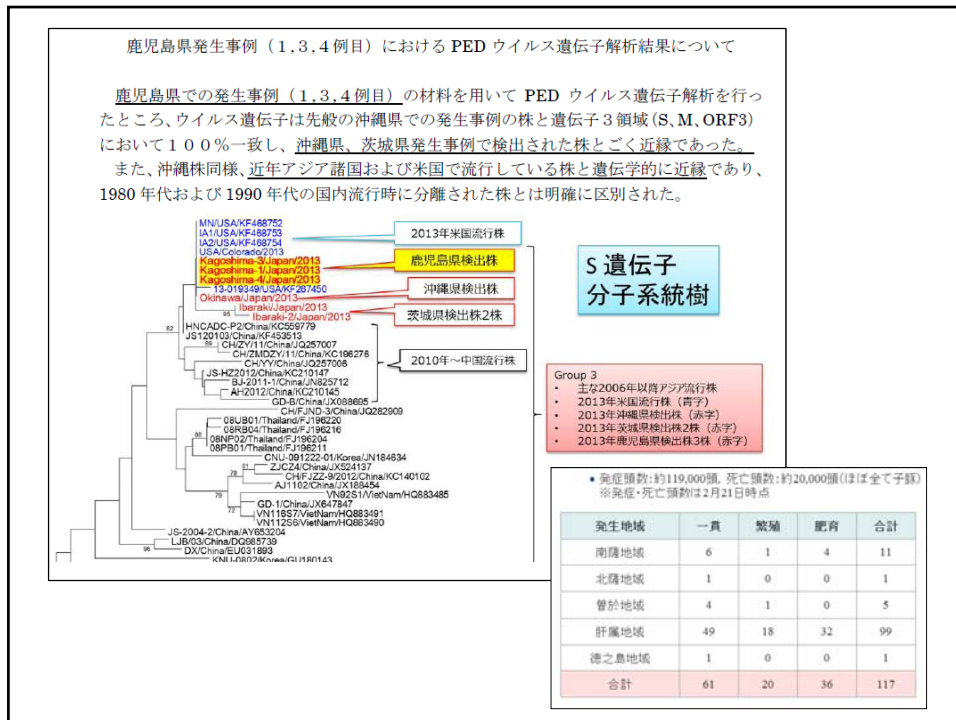 鹿児島県発生事例（1,3,4例目）における PED ウイルス遺伝子解析結果について
鹿児島県での発生事例（1,3,4例目）の材料を用いて PED ウイルス遺伝子解析を行っ
たところ、ウイルス遺伝子は先般の沖縄県での発生事例の株と遺伝子３領域(S、M、ORF3)
において１００％一致し、沖縄県、茨城県発生事例で検出された株とごく近縁であった。
また、沖縄株同様、近年アジア諸国および米国で流行している株と遺伝学的に近縁であり、
1980 年代および 1990 年代の国内流行時に分離された株とは明確に区別された。
MN/USA/KF468752
IA1/USA/KF468753
IA2/USA/KF468754
USA/Colorado/2013
Kagoshima-3/Japan/2013
Kagoshima-1/Japan/2013
Kagoshima-4/Japan/2013
13-019349/USA/KF267450
Okinawa/Japan/2013
Ibaraki/Japan/2013
95
Ibaraki-2/Japan/2013
82
HNCADC-P2/China/KC559779
JS120103/China/KF453513
CH/ZY/11/China/JQ257007
CH/ZMDZY/11/China/KC196276
CH/YY/China/JQ257006
JS-HZ2012/China/KC210147
BJ-2011-1/China/JN825712
AH2012/China/KC210145
GD-B/China/JX088695
CH/FJND-3/China/JQ282909
08UB01/Thailand/FJ196220
08RB04/Thailand/FJ196216
08NP02/Thailand/FJ196204
08PB01/Thailand/FJ196211
CNU-091222-01/Korea/JN184634
ZJCZ4/China/JX524137
CH/FJZZ-9/2012/China/KC140102
AJ1102/China/JX188454
79
VN92S1/VietNam/HQ883485
GD-1/China/JX647847
72
VN116S7/VietNam/HQ883491
VN112S6/VietNam/HQ883490
JS-2004-2/China/AY653204
LJB/03/China/DQ985739
96
DX/China/EU031893
KNU-0802/Korea/GU180143
2013年米国流行株
鹿児島県検出株
沖縄県検出株
茨城県検出株2株
2010年～中国流行株
S 遺伝子
分子系統樹
Group 3
• 主な2006年以降アジア流行株
• 2013年米国流行株（青字）
• 2013年沖縄県検出株（赤字）
• 2013年茨城県検出株2株（赤字）
• 2013年鹿児島県検出株3株（赤字）
• 発症頭数：約119,000頭，死亡頭数：約20,000頭（ほぼ全て子豚）
※発症・死亡頭数は2月21日時点
発生地域 一貫 繁殖 肥育 合計
南薩地域 6 1 4 11
北薩地域 1 0 0 1
曽於地域 4 1 0 5
肝属地域 49 18 32 99
徳之島地域 1 0 0 1
合計 61 20 36 117